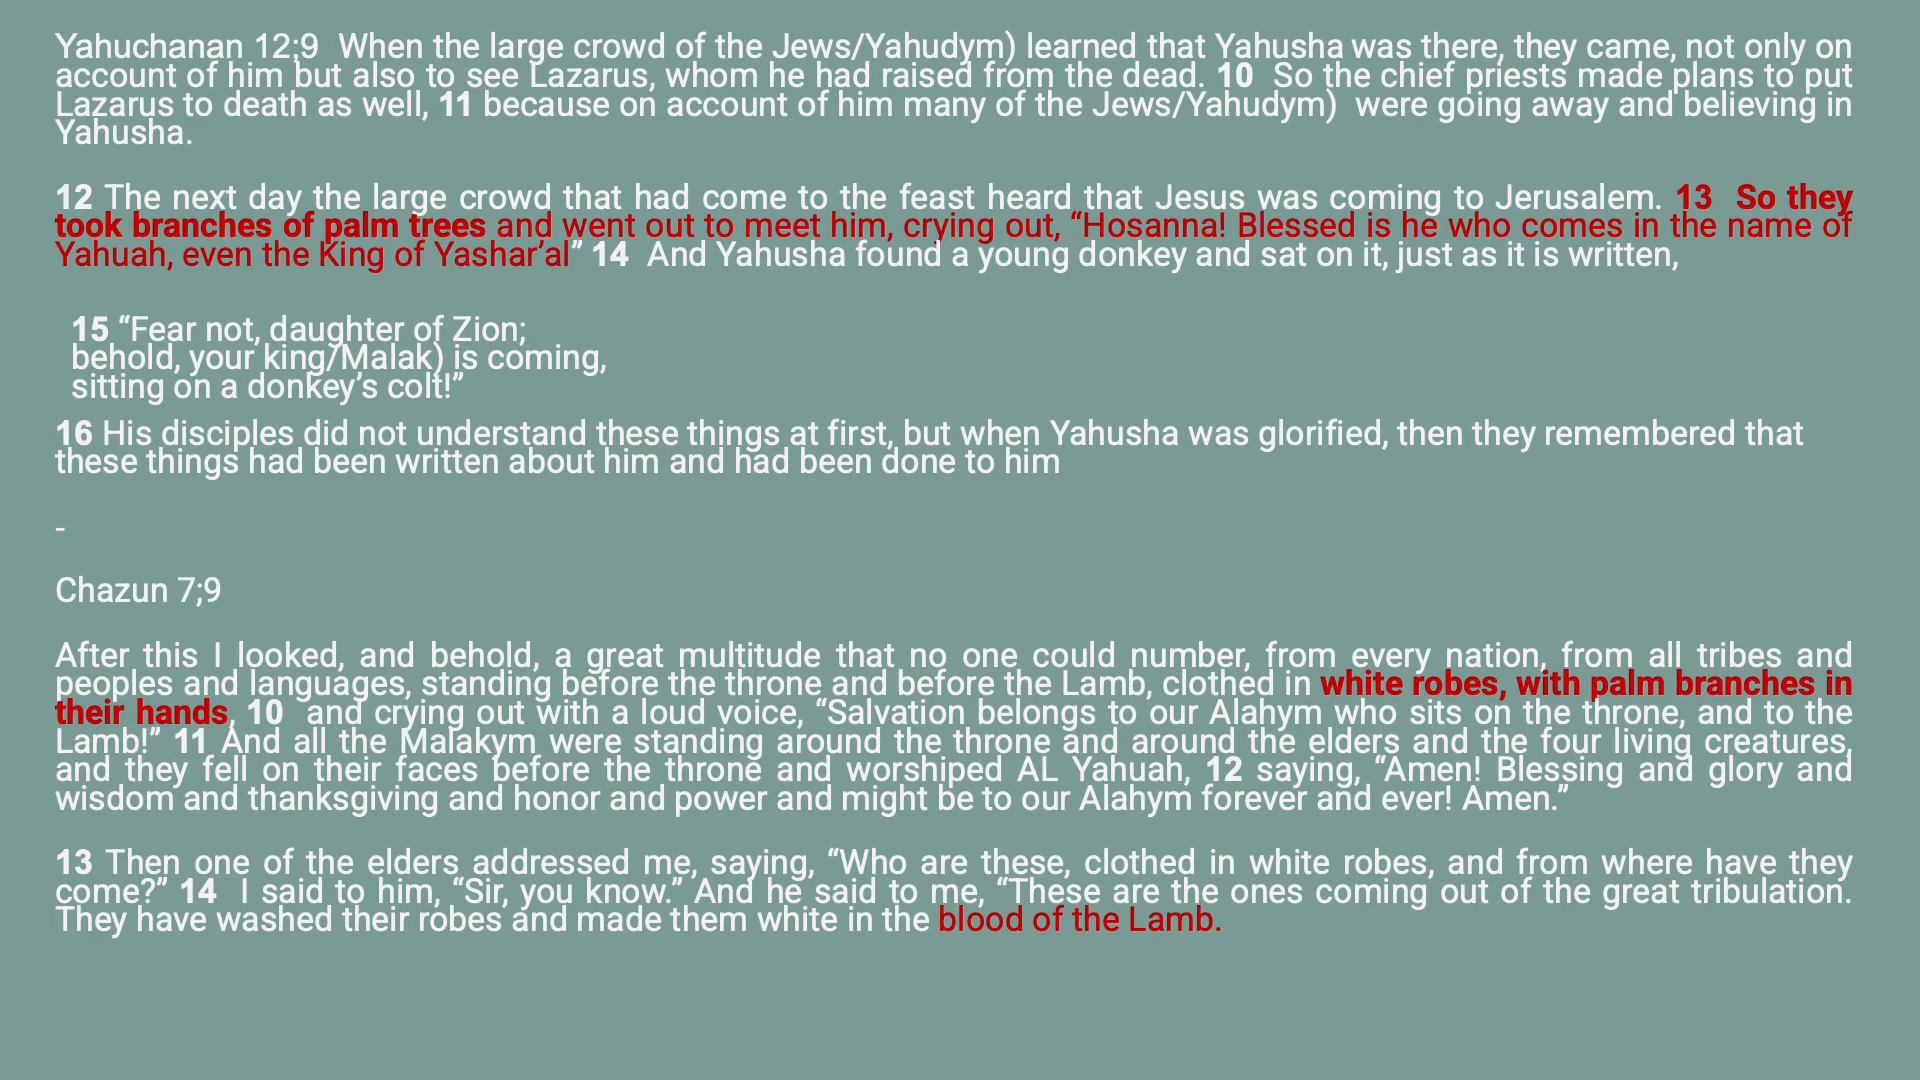 Yahuchanan 12;9 When the large crowd of the Jews/Yahudym) learned that Yahusha was there, they came, not only on
account of him but also to see Lazarus, whom he had raised from the dead. 10 So the chief priests made plans to put
Lazarus to death as well, 11 because on account of him many of the Jews/Yahudym) were going away and believing in
Yahusha.
12 The next day the large crowd that had come to the feast heard that Jesus was coming to Jerusalem. 13 So they
took branches of palm trees and went out to meet him, crying out, “Hosanna! Blessed is he who comes in the name of
Yahuah, even the King of Yashar’al” 14 And Yahusha found a young donkey and sat on it, just as it is written,
15 “Fear not, daughter of Zion;
behold, your king/Malak) is coming,
sitting on a donkey’s colt!”
16 His disciples did not understand these things at first, but when Yahusha was glorified, then they remembered that
these things had been written about him and had been done to him
-
Chazun 7;9
After this I looked, and behold, a great multitude that no one could number, from every nation, from all tribes and
peoples and languages, standing before the throne and before the Lamb, clothed in white robes, with palm branches in
their hands, 10 and crying out with a loud voice, “Salvation belongs to our Alahym who sits on the throne, and to the
Lamb!” 11 And all the Malakym were standing around the throne and around the elders and the four living creatures,
and they fell on their faces before the throne and worshiped AL Yahuah, 12 saying, “Amen! Blessing and glory and
wisdom and thanksgiving and honor and power and might be to our Alahym forever and ever! Amen.”
13 Then one of the elders addressed me, saying, “Who are these, clothed in white robes, and from where have they
come?” 14 I said to him, “Sir, you know.” And he said to me, “These are the ones coming out of the great tribulation.
They have washed their robes and made them white in the blood of the Lamb.